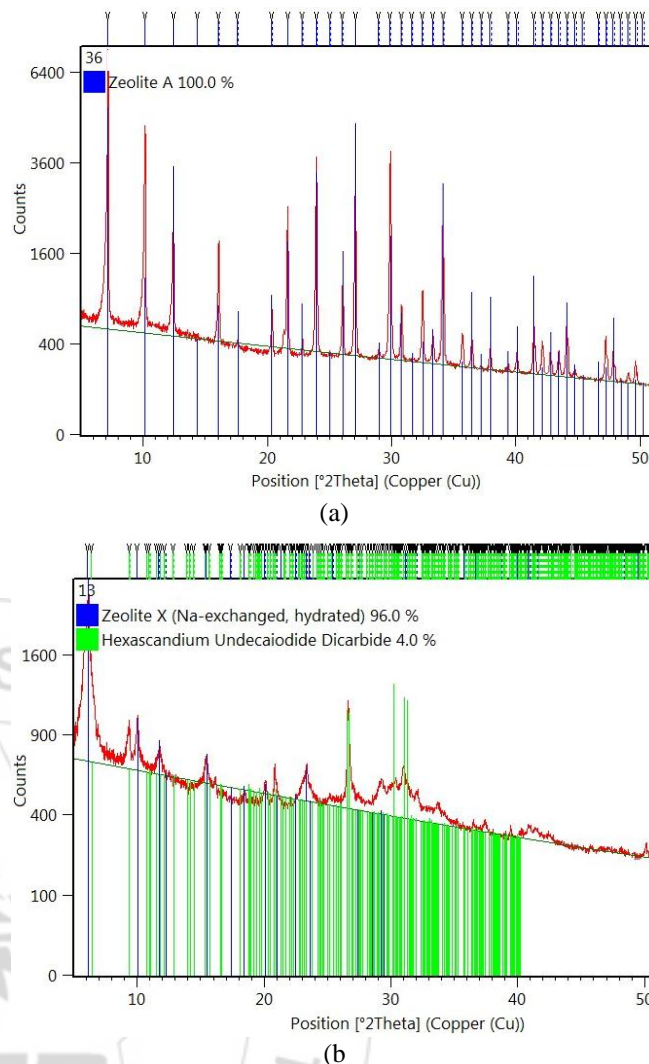 36
Zeolite A 100.0 %
6400
3600
1600
400
0
Counts
10 20 30 40 50
Position [°2Theta] (Copper (Cu))
(a)
13
Zeolite X (Na-exchanged, hydrated) 96.0 %
Hexascandium Undecaiodide Dicarbide 4.0 %
1600
900
400
100
0
Counts
10 20 30 40 50
Position [°2Theta] (Copper (Cu))
(b